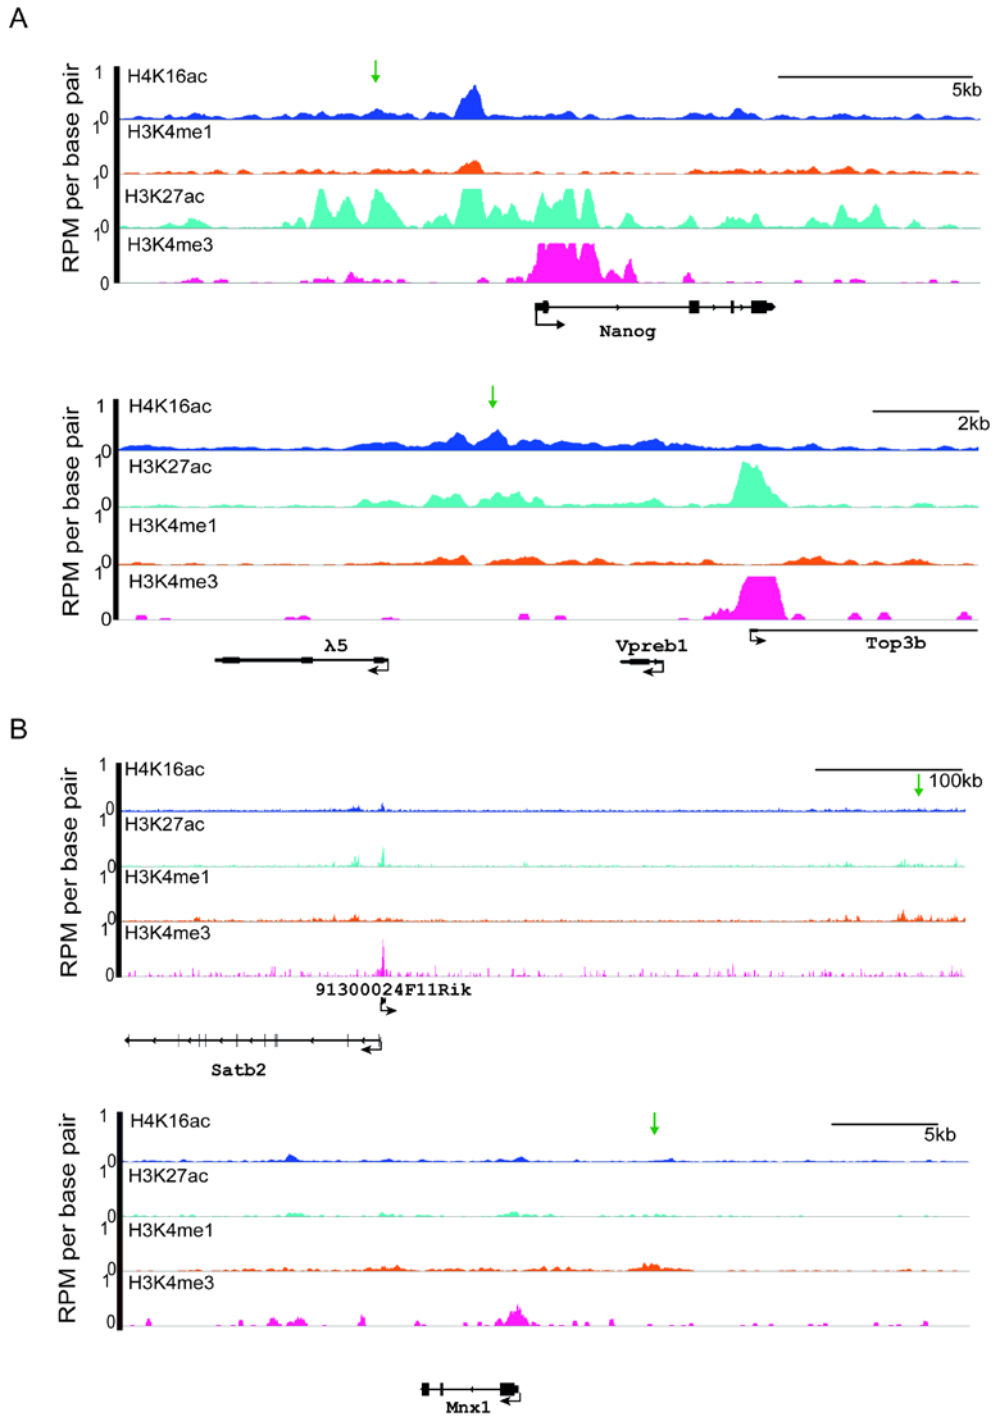 A
RPM per base pair
1
H4K16ac
5kb
0
1
H3K4me1
0
1
H3K27ac
0
1
H3K4me3
0
Nanog
RPM per base pair
1
H4K16ac
2kb
0
1
H3K27ac
0
1
H3K4me1
0
1
H3K4me3
0
λ5
Vpreb1
Top3b
B
RPM per base pair
1
H4K16ac
100kb
0
1
H3K27ac
0
1
H3K4me1
0
1
H3K4me3
0
91300024F11Rik
Satb2
RPM per base pair
1
H4K16ac
5kb
0
1
H3K27ac
0
1
H3K4me1
0
1
H3K4me3
0
Mnx1